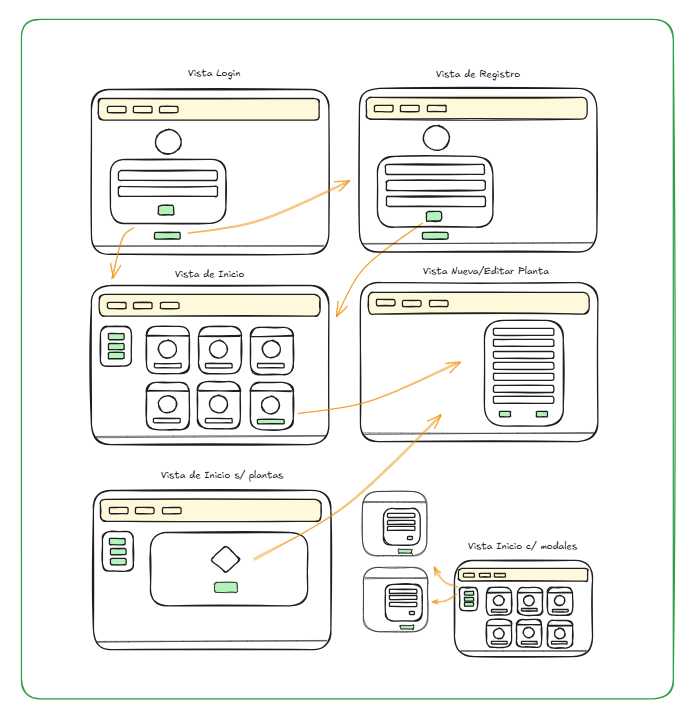 Vista Login
Vista de Registro
Vista de Inicio
Vista Nueva/Editar Planta
Vista de Inicio s/ plantas
Vista Inicio c/ modales